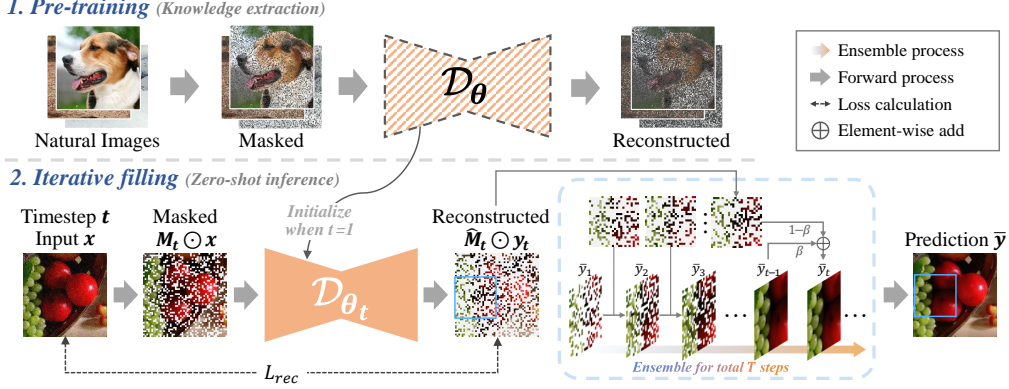 1. Pre-training (Knowledge extraction)
Natural Images
Masked
𝒟_θ
Reconstructed
Ensemble process
Forward process
Loss calculation
Element-wise add
2. Iterative filling (Zero-shot inference)
Timestep t
Input x
Masked
M_t ⊙ x
Initialize
when t=1
𝒟_θ_t
Reconstructed
M̂_t ⊙ y_t
L_rec
1−β
β
ȳ_1
ȳ_2
ȳ_3
ȳ_{t−1}
ȳ_t
Ensemble for total T steps
Prediction ȳ